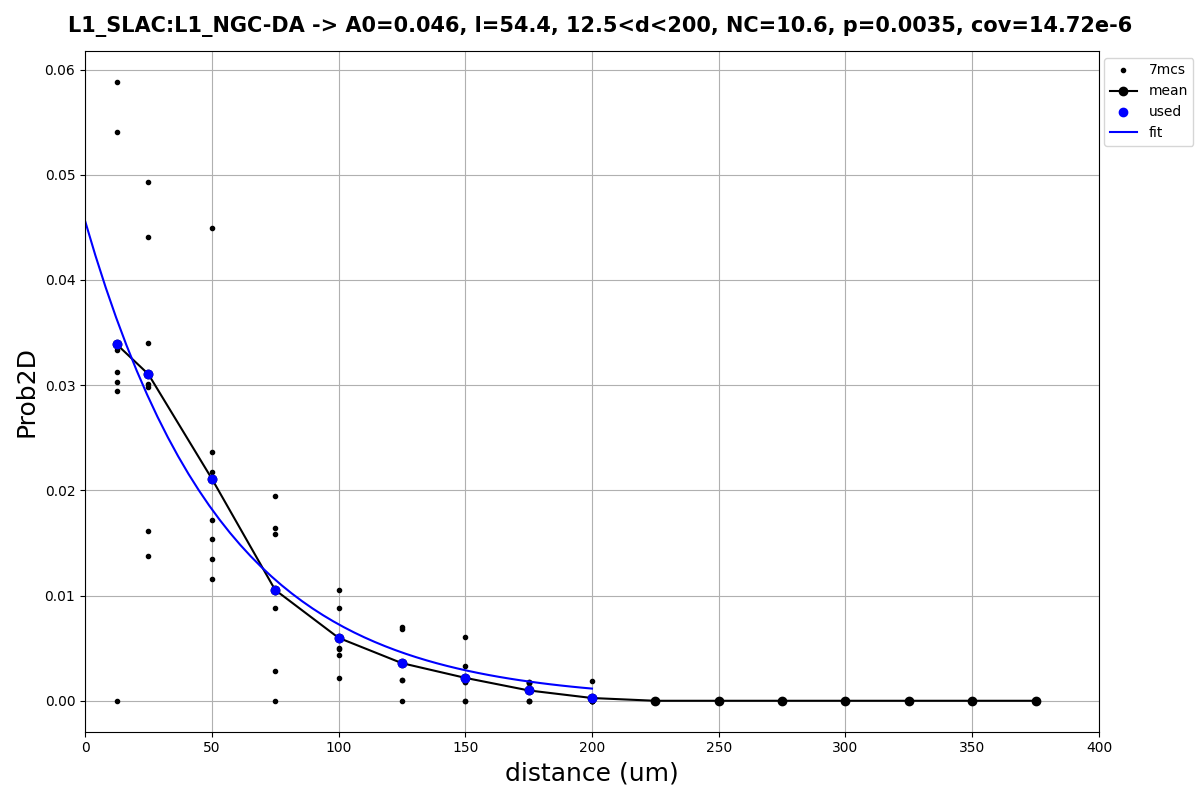 L1_SLAC:L1_NGC-DA -> A0=0.046, l=54.4, 12.5<d<200, NC=10.6, p=0.0035, cov=14.72e-6
0.06
0.05
0.04
0.03
0.02
0.01
0.00
Prob2D
0 50 100 150 200 250 300 350 400
distance (um)
7mcs
mean
used
fit